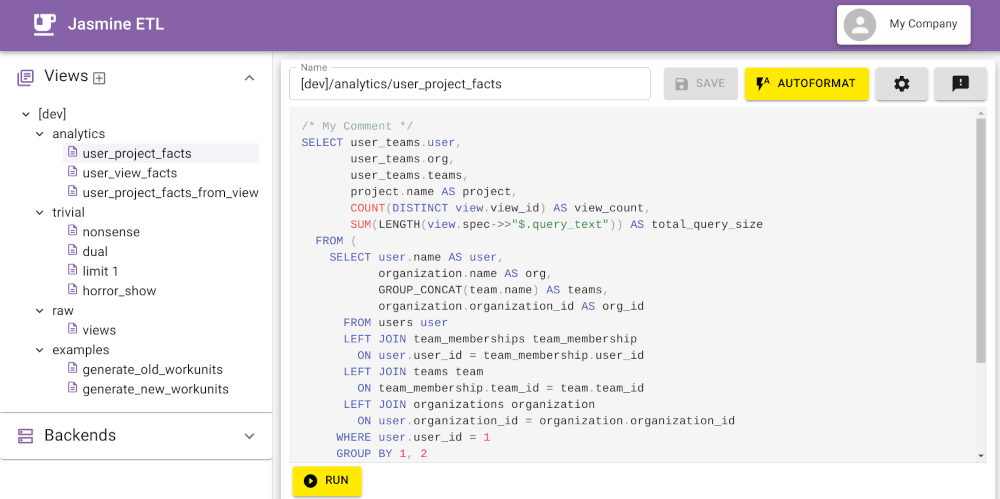 Jasmine ETL
My Company
Views
[dev]
analytics
user_project_facts
user_view_facts
user_project_facts_from_view
trivial
nonsense
dual
limit 1
horror_show
raw
views
examples
generate_old_workunits
generate_new_workunits
Backends
Name
[dev]/analytics/user_project_facts
SAVE
AUTOFORMAT
/* My Comment */
SELECT user_teams.user,
user_teams.org,
user_teams.teams,
project.name AS project,
COUNT(DISTINCT view.view_id) AS view_count,
SUM(LENGTH(view.spec->>"$.query_text")) AS total_query_size
FROM (
SELECT user.name AS user,
organization.name AS org,
GROUP_CONCAT(team.name) AS teams,
organization.organization_id AS org_id
FROM users user
LEFT JOIN team_memberships team_membership
ON user.user_id = team_membership.user_id
LEFT JOIN teams team
ON team_membership.team_id = team.team_id
LEFT JOIN organizations organization
ON user.organization_id = organization.organization_id
WHERE user.user_id = 1
GROUP BY 1, 2
RUN